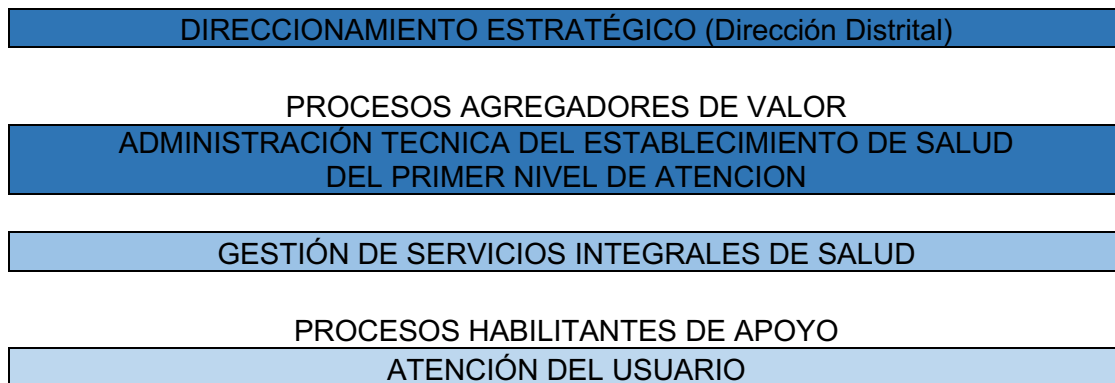 DIRECCIONAMIENTO ESTRATÉGICO (Dirección Distrital)
PROCESOS AGREGADORES DE VALOR
ADMINISTRACIÓN TECNICA DEL ESTABLECIMIENTO DE SALUD
DEL PRIMER NIVEL DE ATENCION
GESTIÓN DE SERVICIOS INTEGRALES DE SALUD
PROCESOS HABILITANTES DE APOYO
ATENCIÓN DEL USUARIO